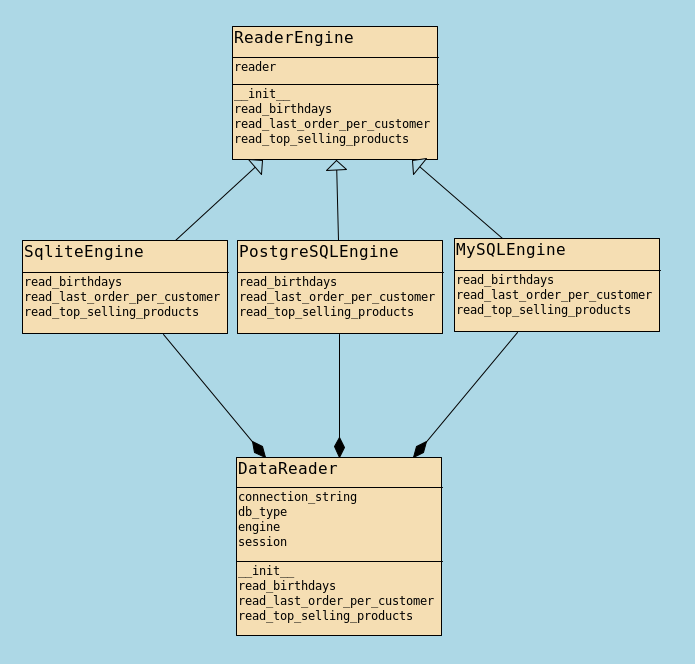 ReaderEngine
reader
__init__
read_birthdays
read_last_order_per_customer
read_top_selling_products
SqliteEngine
read_birthdays
read_last_order_per_customer
read_top_selling_products
PostgreSQLEngine
read_birthdays
read_last_order_per_customer
read_top_selling_products
MySQLEngine
read_birthdays
read_last_order_per_customer
read_top_selling_products
DataReader
connection_string
db_type
engine
session
__init__
read_birthdays
read_last_order_per_customer
read_top_selling_products